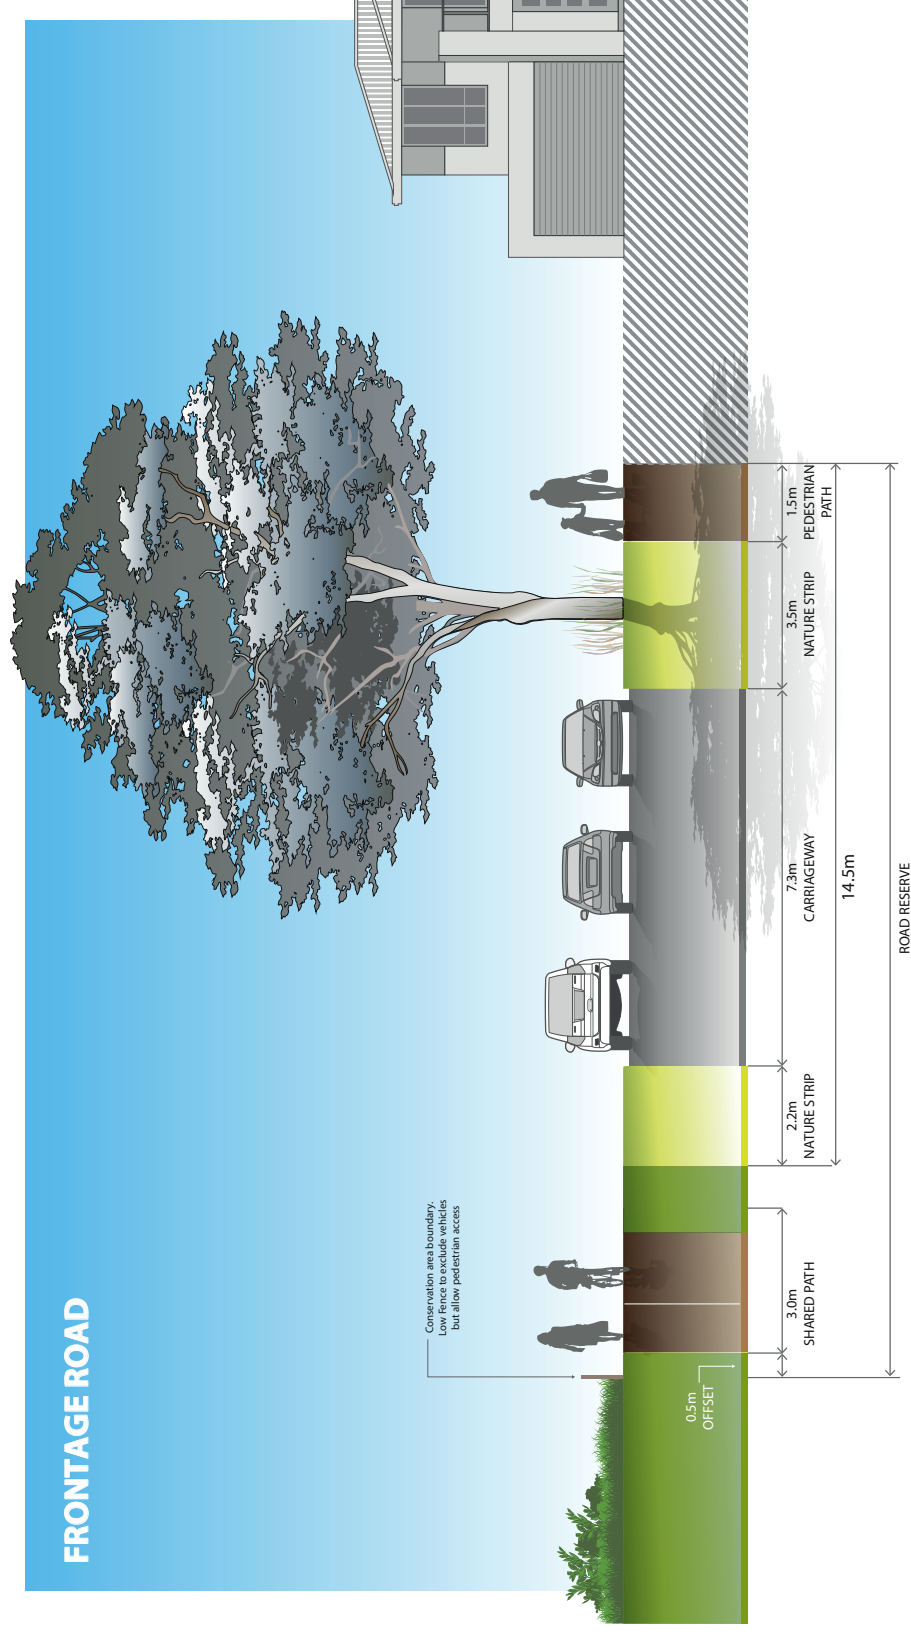 FRONTAGE ROAD
Conservation area boundary.
Low Fence to exclude vehicles
but allow pedestrian access
0.5m
OFFSET
3.0m
SHARED PATH
2.2m
NATURE STRIP
7.3m
CARRIAGEWAY
3.5m
NATURE STRIP
1.5m
PEDESTRIAN
PATH
14.5m
ROAD RESERVE